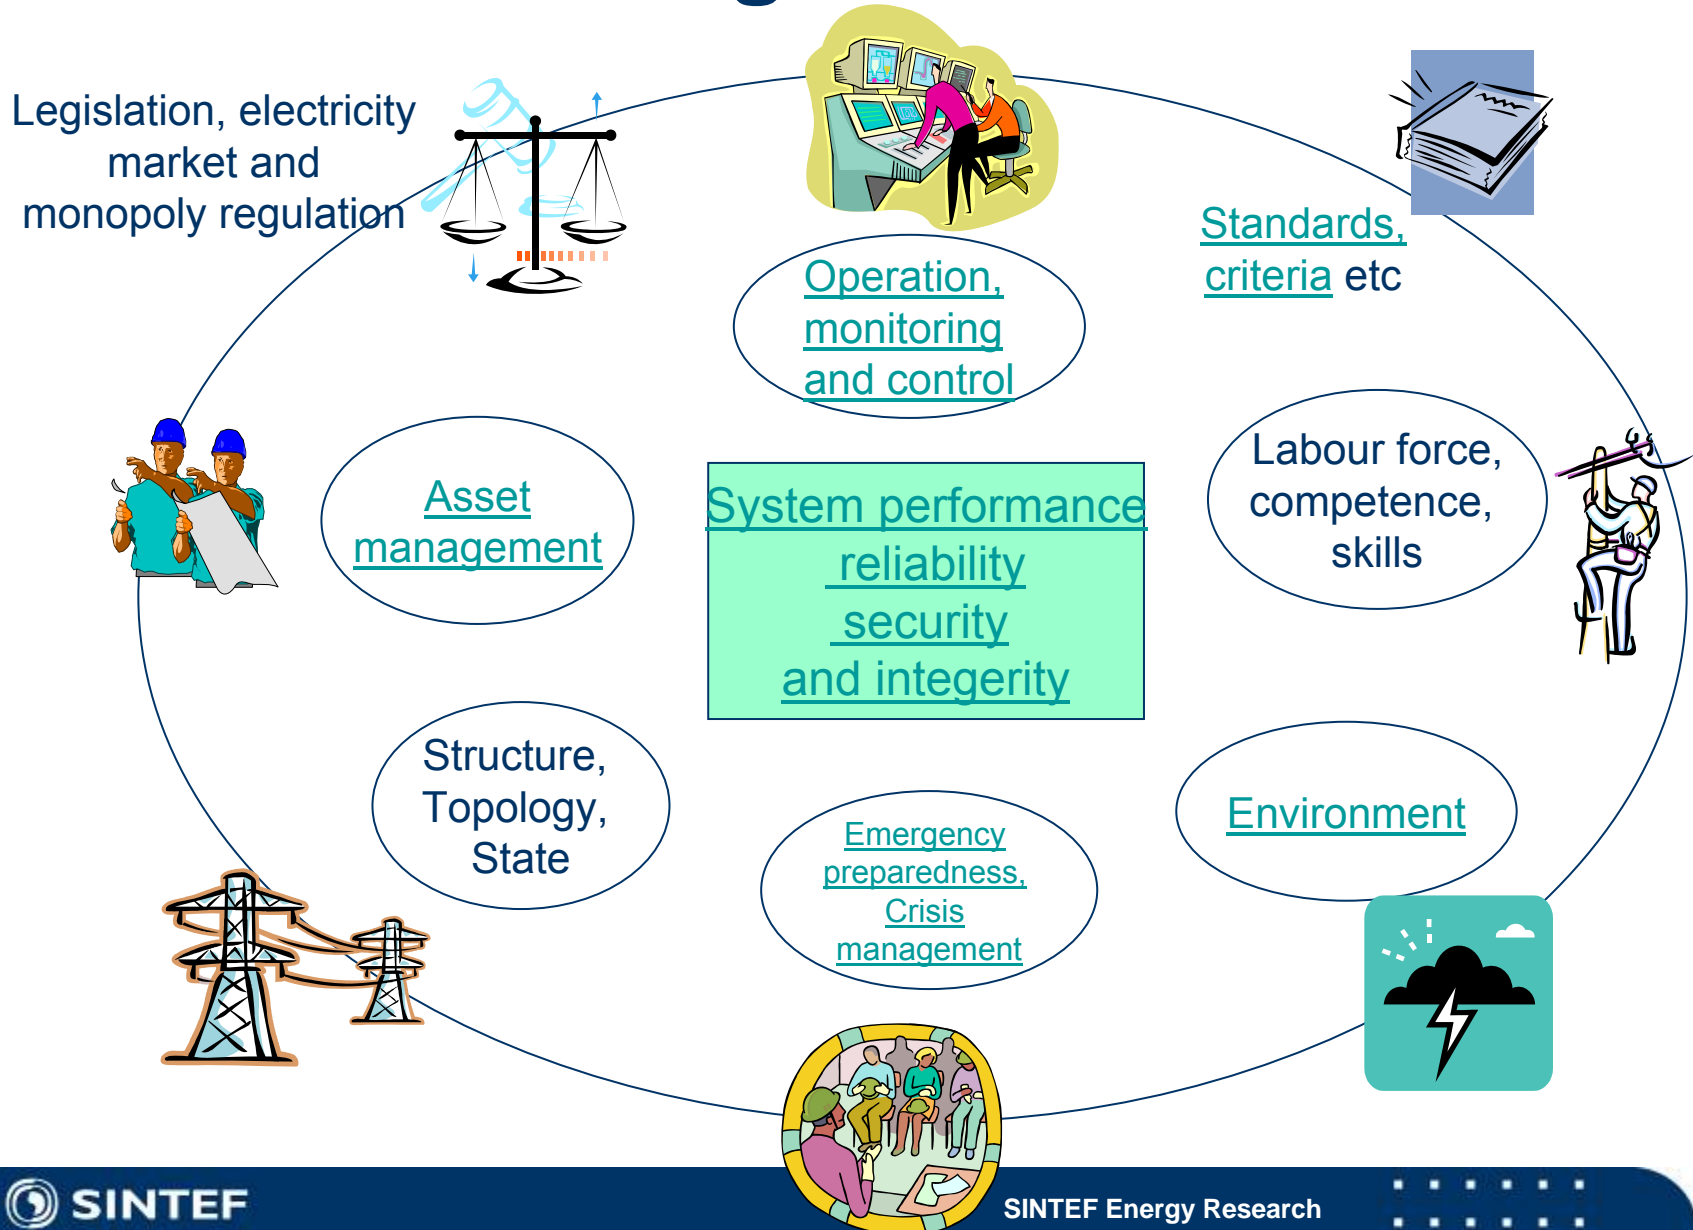 Legislation, electricity
market and
monopoly regulation
Standards,
criteria etc
Operation,
monitoring
and control
Asset
management
System performance
reliability
security
and integerity
Labour force,
competence,
skills
Structure,
Topology,
State
Emergency
preparedness,
Crisis
management
Environment
SINTEF
SINTEF Energy Research